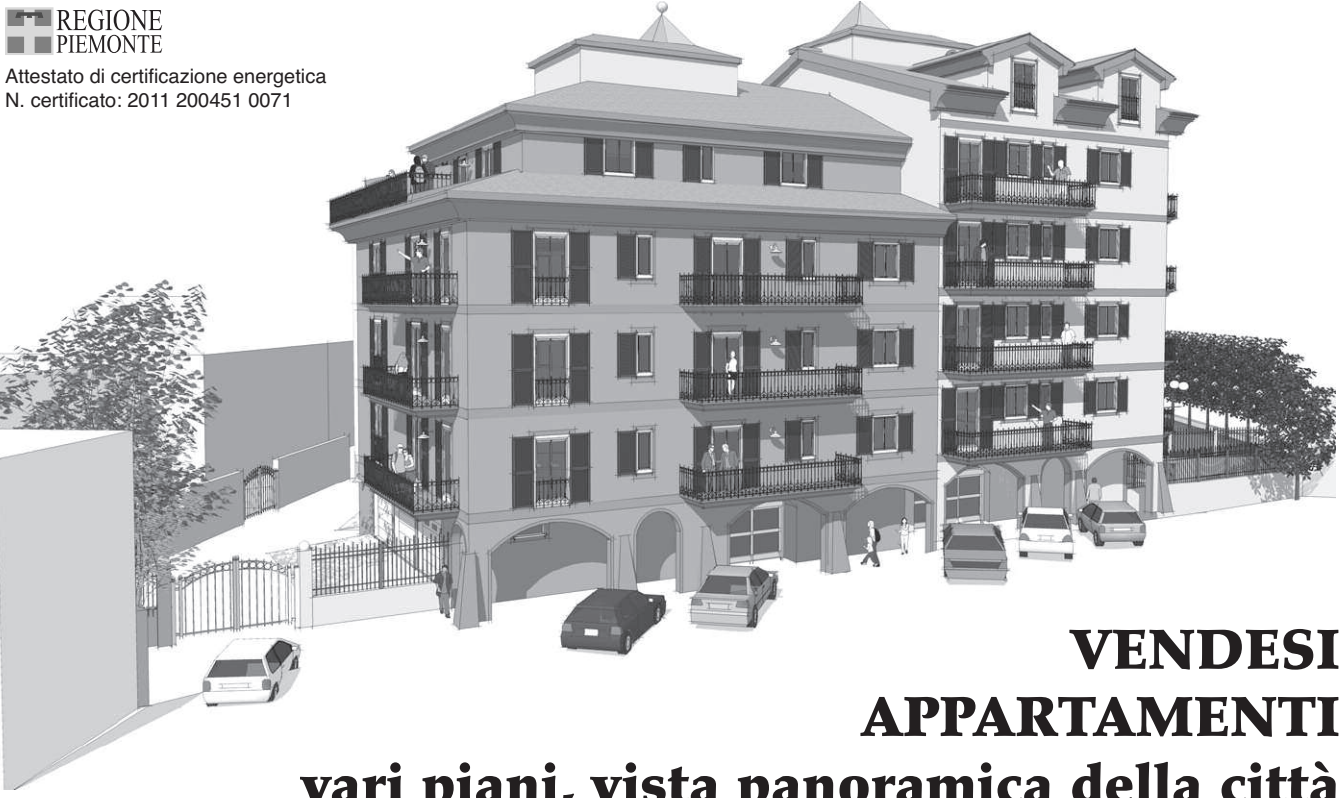 REGIONE
PIEMONTE
Attestato di certificazione energetica
N. certificato: 2011 200451 0071
VENDESI
APPARTAMENTI
vari piani, vista panoramica della città